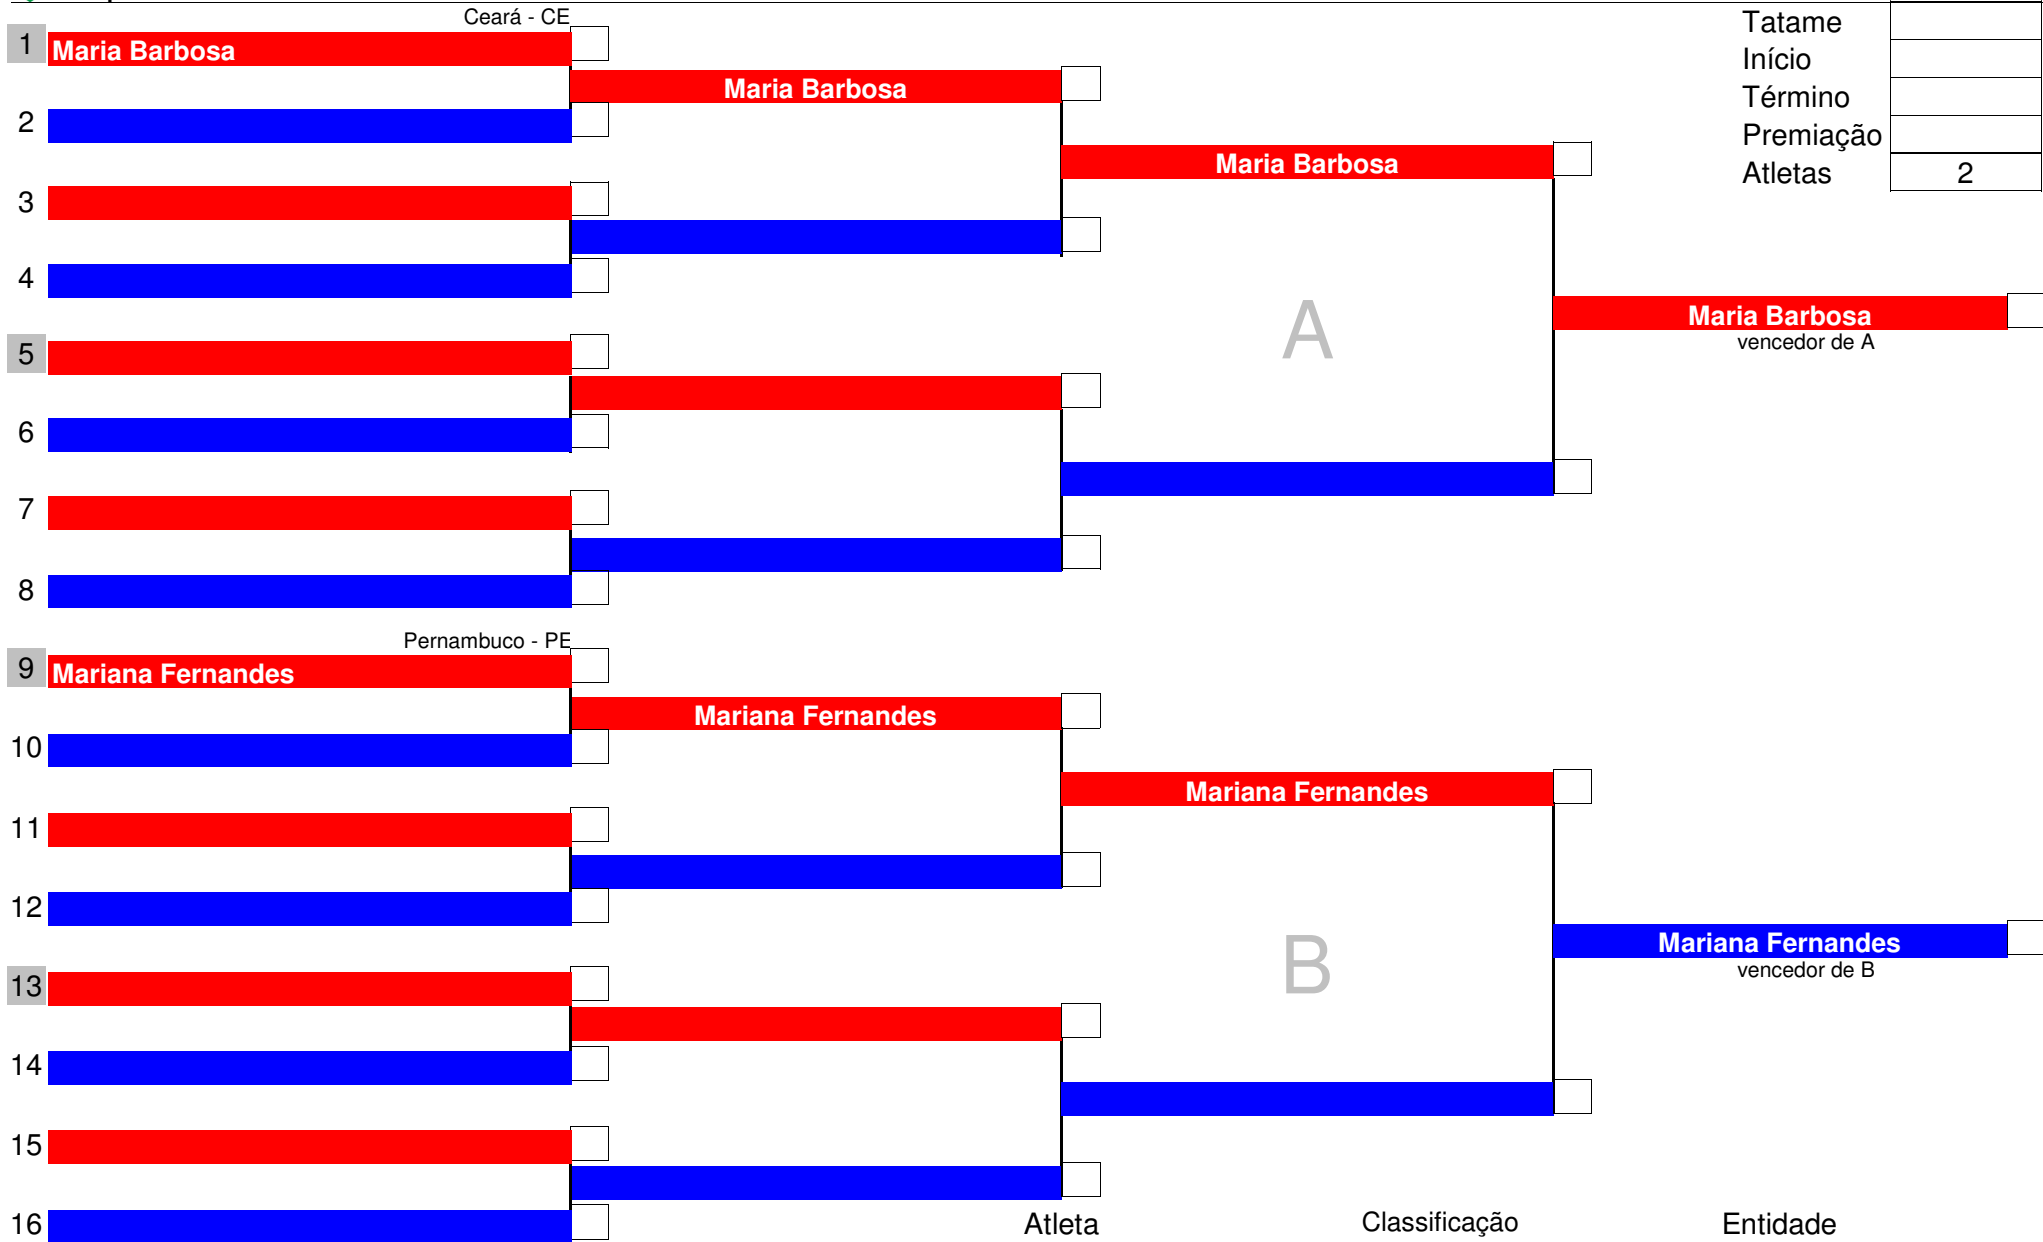 Ceará - CE
1 Maria Barbosa
Maria Barbosa
2
Maria Barbosa
3
4
Maria Barbosa
vencedor de A
A
5
6
7
8
Tatame
Início
Término
Premiação
Atletas 2
Pernambuco - PE
9 Mariana Fernandes
Mariana Fernandes
10
Mariana Fernandes
11
12
Mariana Fernandes
vencedor de B
B
13
14
15
16
Atleta Classificação Entidade